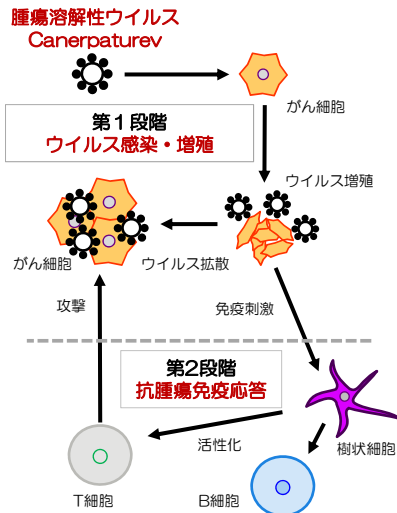 腫瘍溶解性ウイルス
Canerpaturev
がん細胞
第１段階
ウイルス感染・増殖
ウイルス増殖
がん細胞
ウイルス拡散
攻撃
免疫刺激
第2段階
抗腫瘍免疫応答
活性化
樹状細胞
T細胞
B細胞